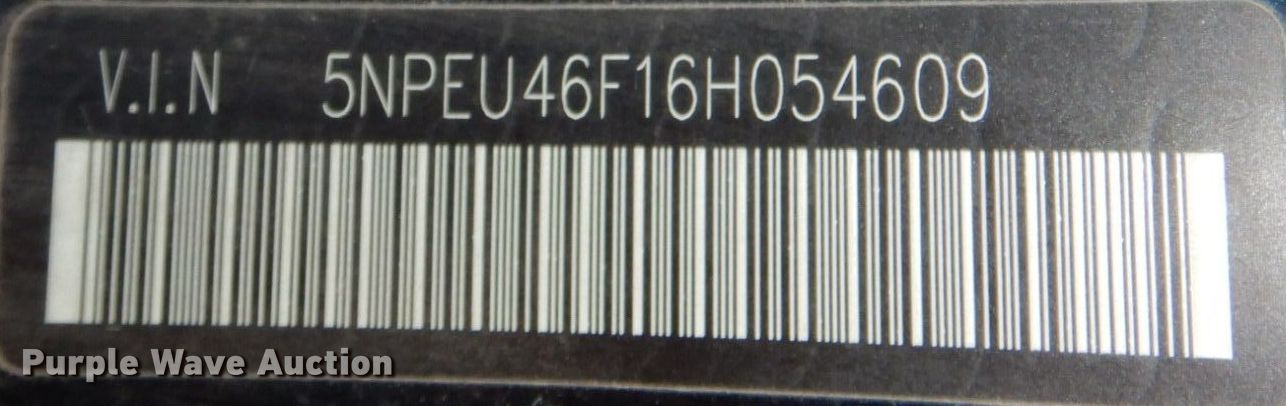 V.I.N 5NPEU46F16H054609
Purple Wave Auction